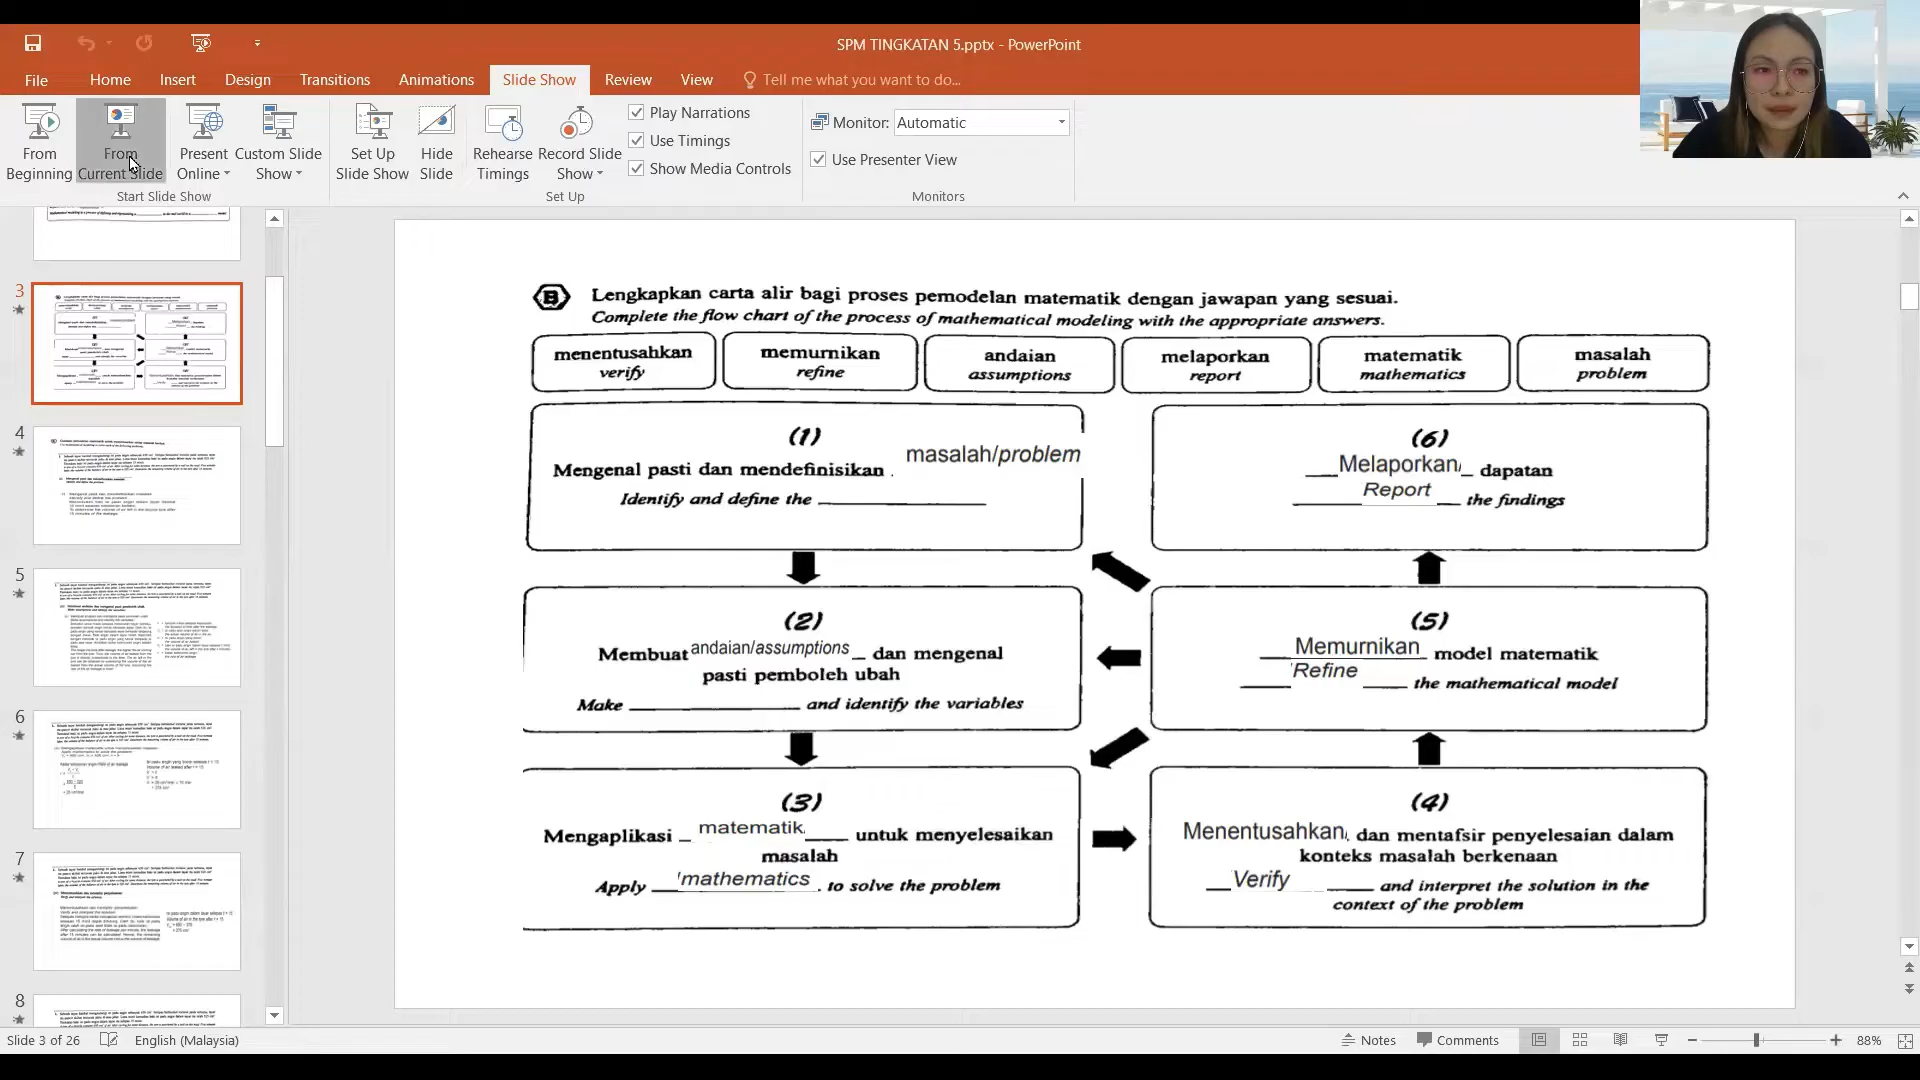 SPM TINGKATAN 5.pptx - PowerPoint
File Home Insert Design Transitions Animations Slide Show Review View Tell me what you want to do...
From Beginning
From Current Slide
Present Online
Custom Slide Show
Start Slide Show
Set Up Slide Show
Hide Slide
Rehearse Timings
Record Slide Show
Play Narrations
Use Timings
Show Media Controls
Set Up
Monitor: Automatic
Use Presenter View
Monitors
3
4
5
6
7
8
B Lengkapkan carta alir bagi proses pemodelan matematik dengan jawapan yang sesuai.
Complete the flow chart of the process of mathematical modeling with the appropriate answers.
menentusahkan
verify
memurnikan
refine
andaian
assumptions
melaporkan
report
matematik
mathematics
masalah
problem
(1)
Mengenal pasti dan mendefinisikan masalah/problem
Identify and define the
(2)
Membuat andaian/assumptions dan mengenal
pasti pemboleh ubah
Make and identify the variables
(3)
Mengaplikasi matematik untuk menyelesaikan
masalah
Apply /mathematics to solve the problem
(6)
Melaporkan/ dapatan
Report the findings
(5)
Memurnikan model matematik
Refine the mathematical model
(4)
Menentusahkan dan mentafsir penyelesaian dalam
konteks masalah berkenaan
Verify and interpret the solution in the
context of the problem
Slide 3 of 26 English (Malaysia) Notes Comments 88%